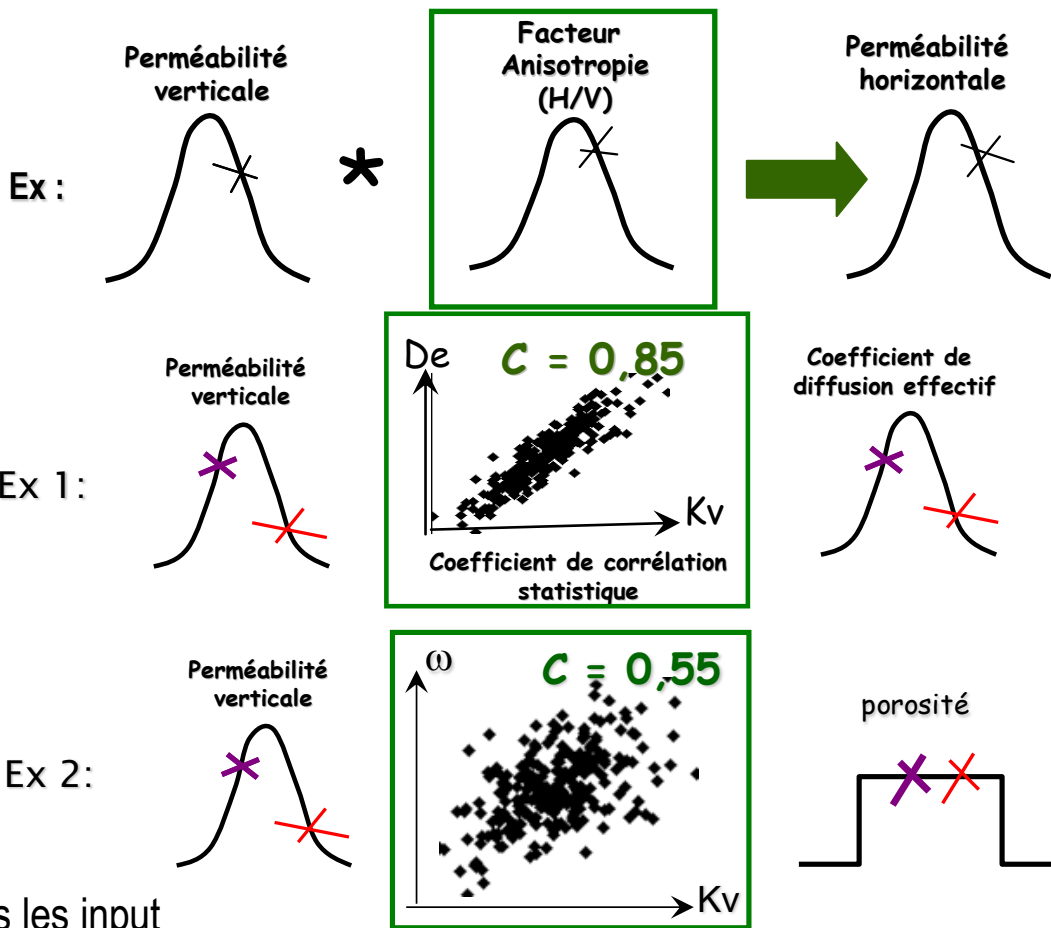 Perméabilité
verticale
Facteur
Anisotropie
(H/V)
Perméabilité
horizontale
Ex :
*
Perméabilité
verticale
De
C = 0,85
Kv
Coefficient de corrélation
statistique
Coefficient de
diffusion effectif
Ex 1:
Perméabilité
verticale
ω
C = 0,55
Kv
porosité
Ex 2:
les input